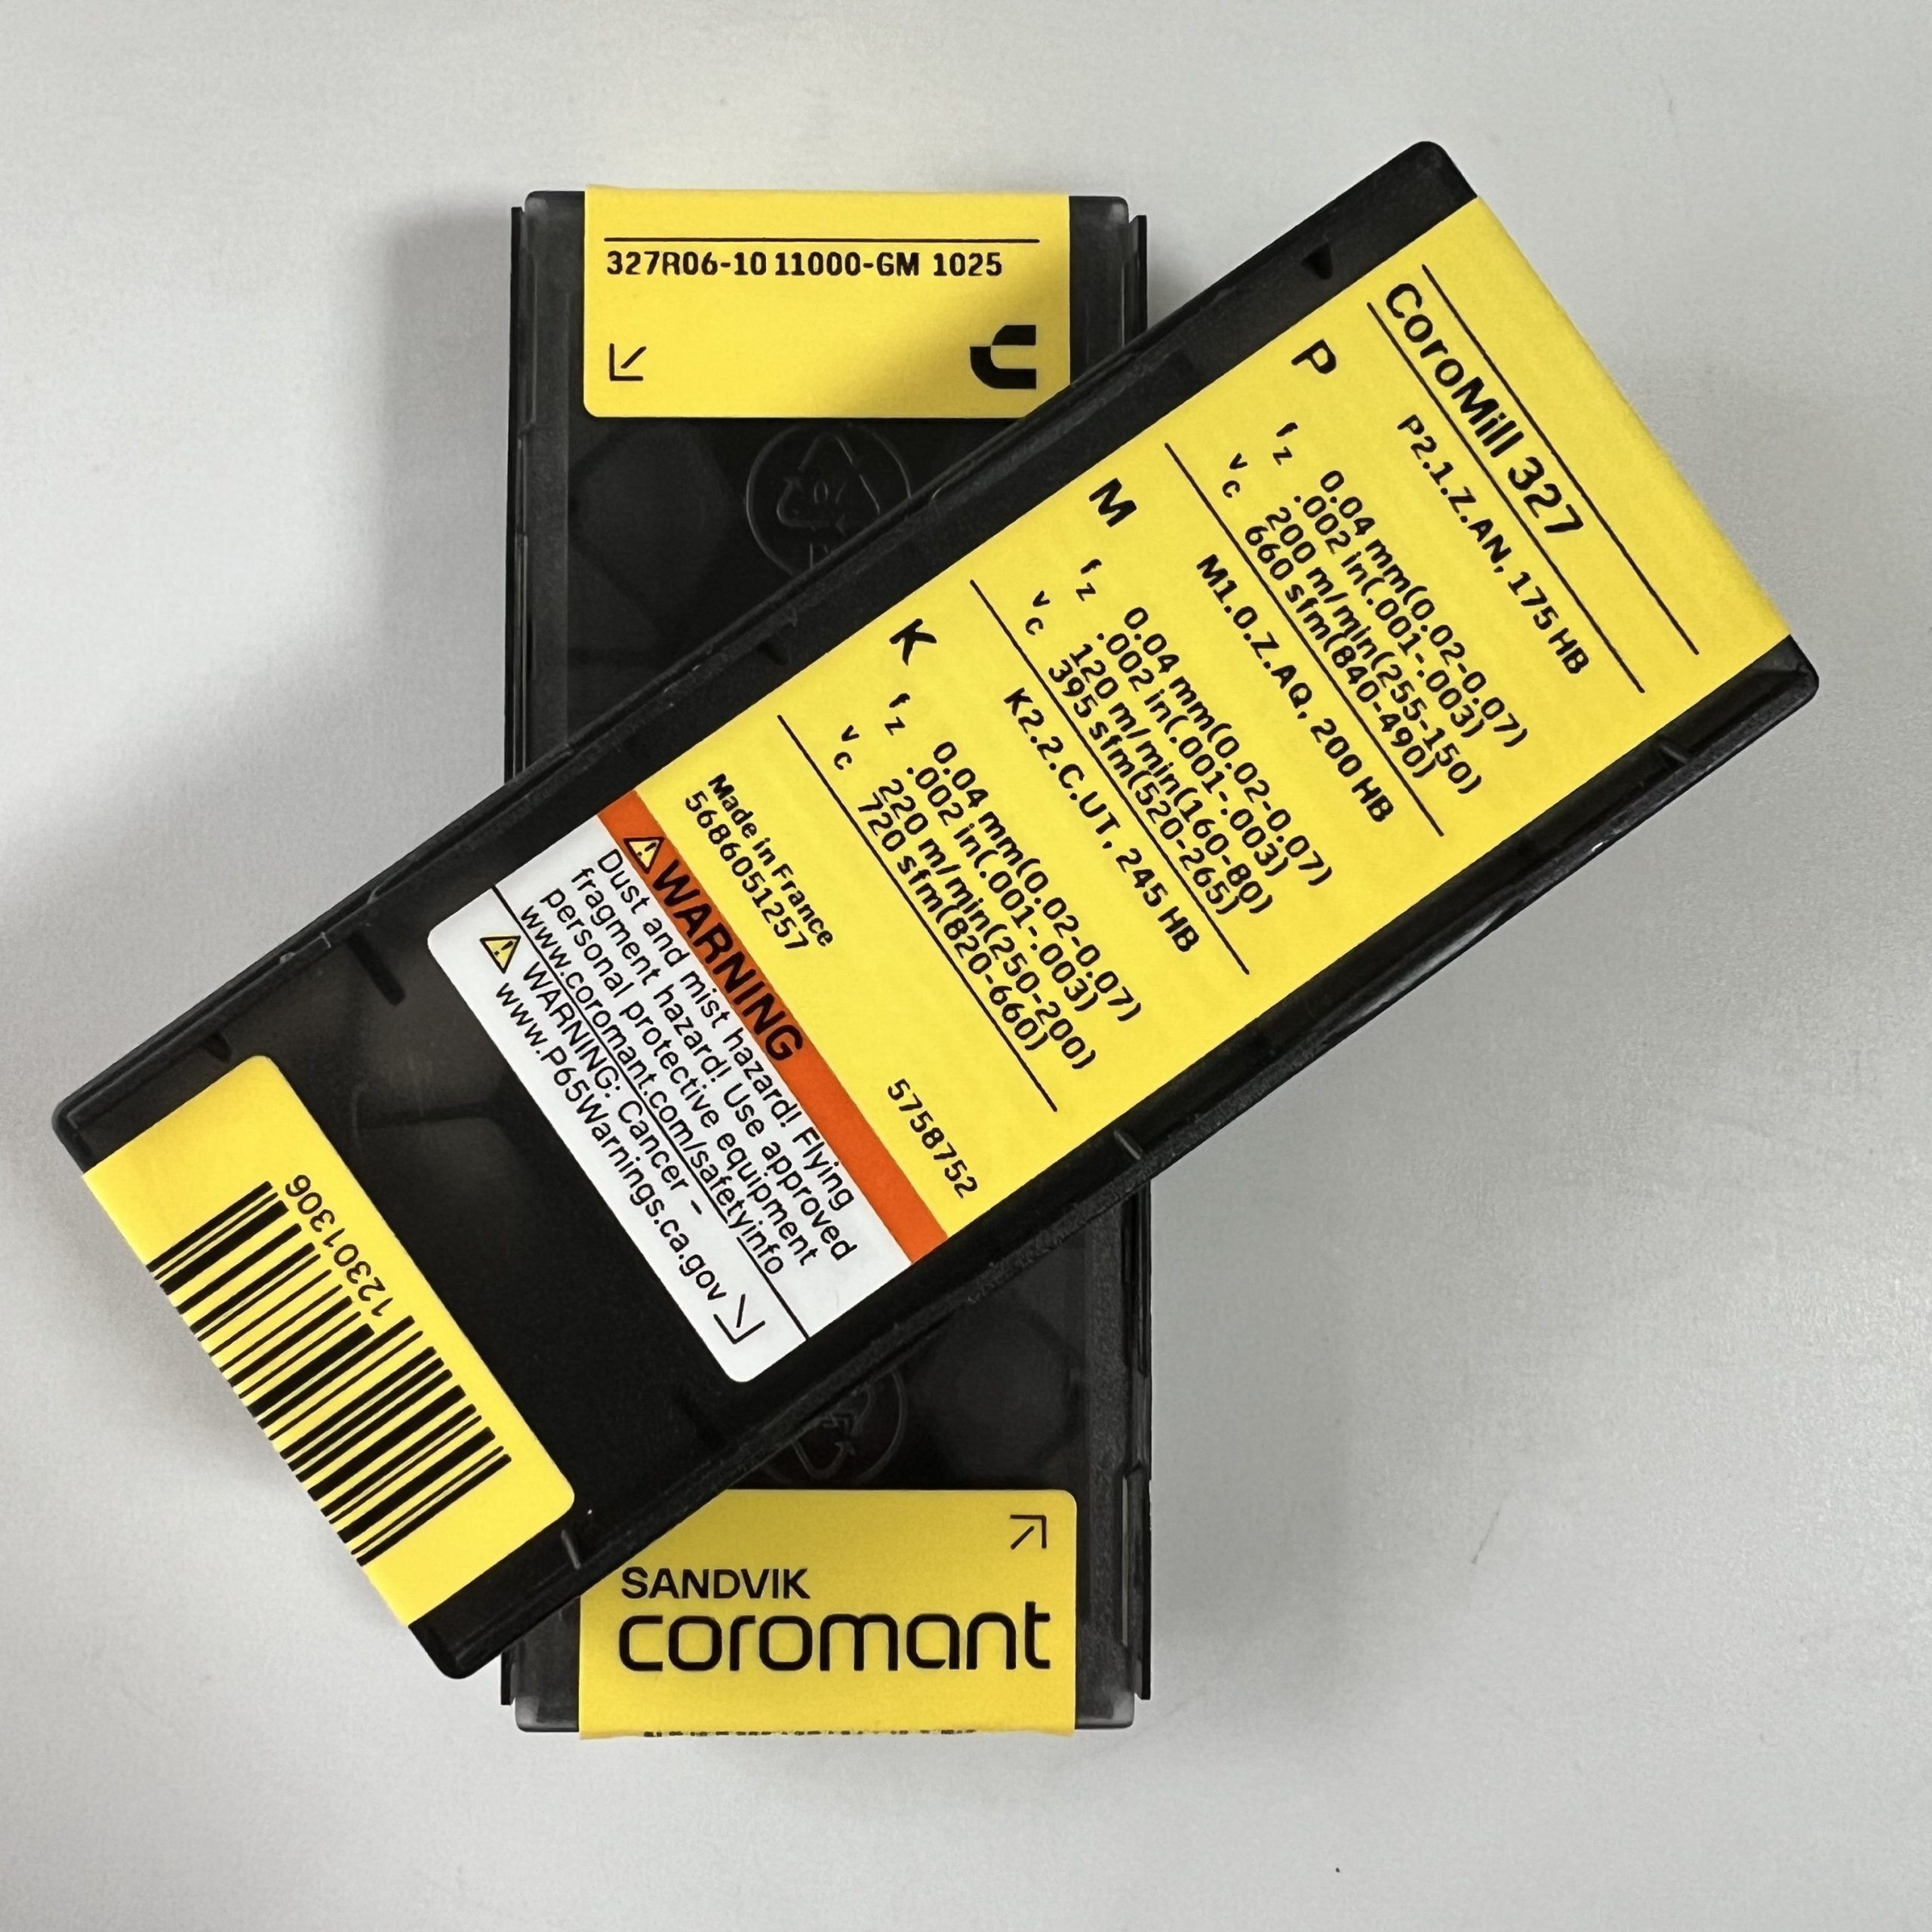 327R06-10 11000-GM 1025
CoroMill 327
P
P2.1.Z.AN, 175 HB
fz 0.04 mm(0.02-0.07)
.002 in(.001-.003)
vc 200 m/min(255-150)
660 sfm(840-490)
M
M1.0.Z.AQ, 200 HB
fz 0.04 mm(0.02-0.07)
.002 in(.001-.003)
vc 120 m/min(160-80)
395 sfm(520-265)
K
K2.2.C.UT, 245 HB
fz 0.04 mm(0.02-0.07)
.002 in(.001-.003)
vc 220 m/min(250-200)
720 sfm(820-660)
Made in France
5686051257
5758752
WARNING
Dust and mist hazard! Flying
fragment hazard! Use approved
personal protective equipment
www.coromant.com/safetyinfo
WARNING: Cancer -
www.P65Warnings.ca.gov
123011306
SANDVIK
coromant